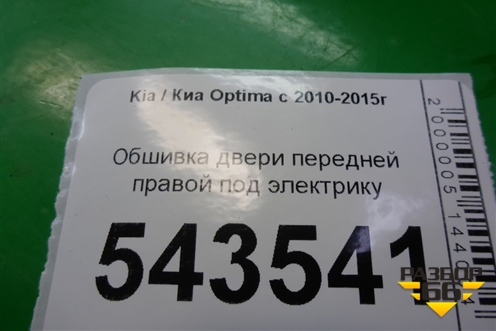 Kia / Киа Optima с 2010-2015г
Обшивка двери передней
правой под электрику
543541
РАЗБОР
66